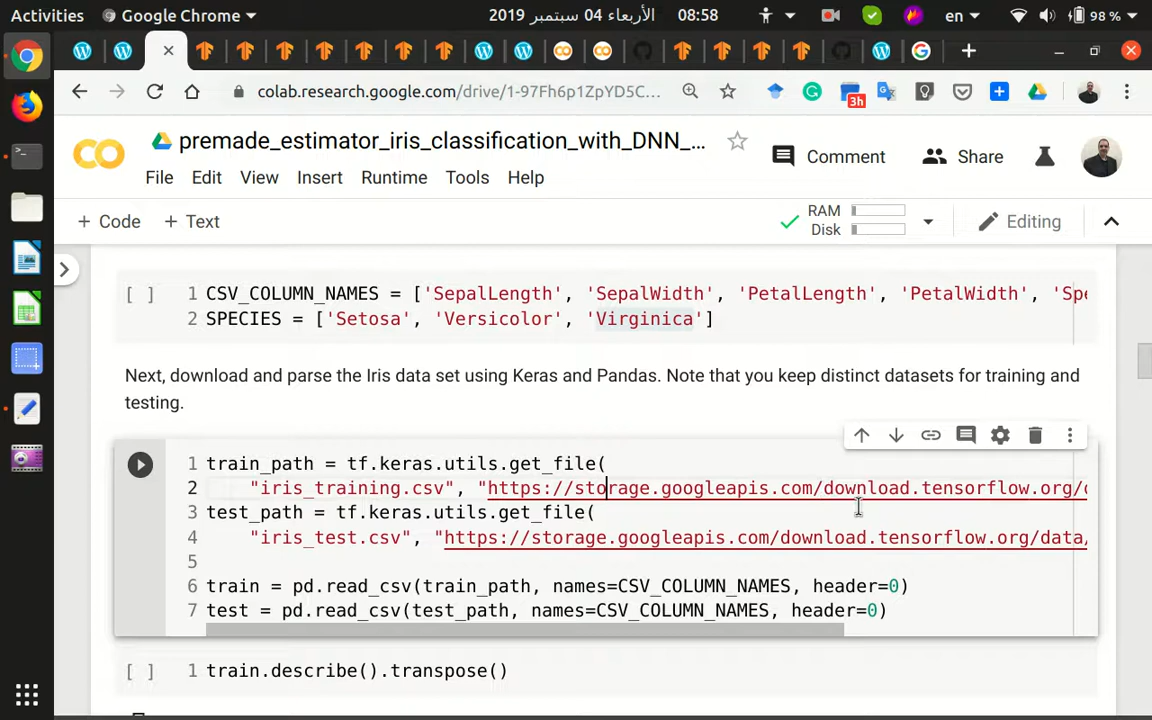 Activities
Google Chrome
الأربعاء 04 سبتمبر 2019
08:58
en
98 %
colab.research.google.com/drive/1-97Fh6p1ZpYD5C...
3h
premade_estimator_iris_classification_with_DNN_...
Comment
Share
File Edit View Insert Runtime Tools Help
+ Code + Text
RAM
Disk
Editing
[ ] 1 CSV_COLUMN_NAMES = ['SepalLength', 'SepalWidth', 'PetalLength', 'PetalWidth', 'Spe
2 SPECIES = ['Setosa', 'Versicolor', 'Virginica']
Next, download and parse the Iris data set using Keras and Pandas. Note that you keep distinct datasets for training and
testing.
1 train_path = tf.keras.utils.get_file(
2 "iris_training.csv", "https://storage.googleapis.com/download.tensorflow.org/d
3 test_path = tf.keras.utils.get_file(
4 "iris_test.csv", "https://storage.googleapis.com/download.tensorflow.org/data/
5
6 train = pd.read_csv(train_path, names=CSV_COLUMN_NAMES, header=0)
7 test = pd.read_csv(test_path, names=CSV_COLUMN_NAMES, header=0)
[ ] 1 train.describe().transpose()